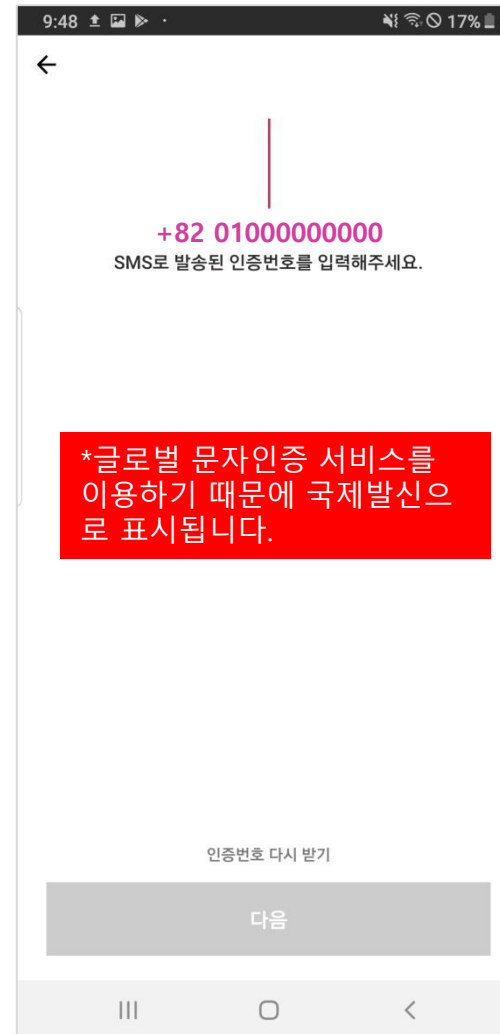 9:48
17%
+82 01000000000
SMS로 발송된 인증번호를 입력해주세요.
*글로벌 문자인증 서비스를
이용하기 때문에 국제발신으
로 표시됩니다.
인증번호 다시 받기
다음